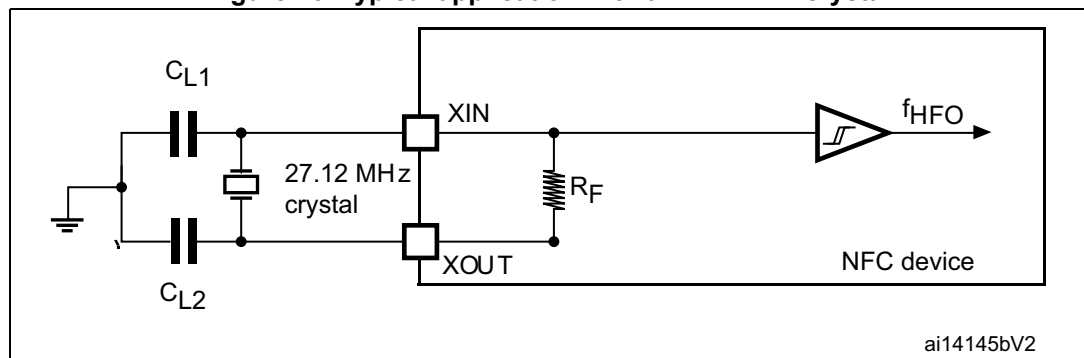 C_L1
XIN
f_HFO
27.12 MHz
crystal
R_F
XOUT
NFC device
C_L2
ai14145bV2